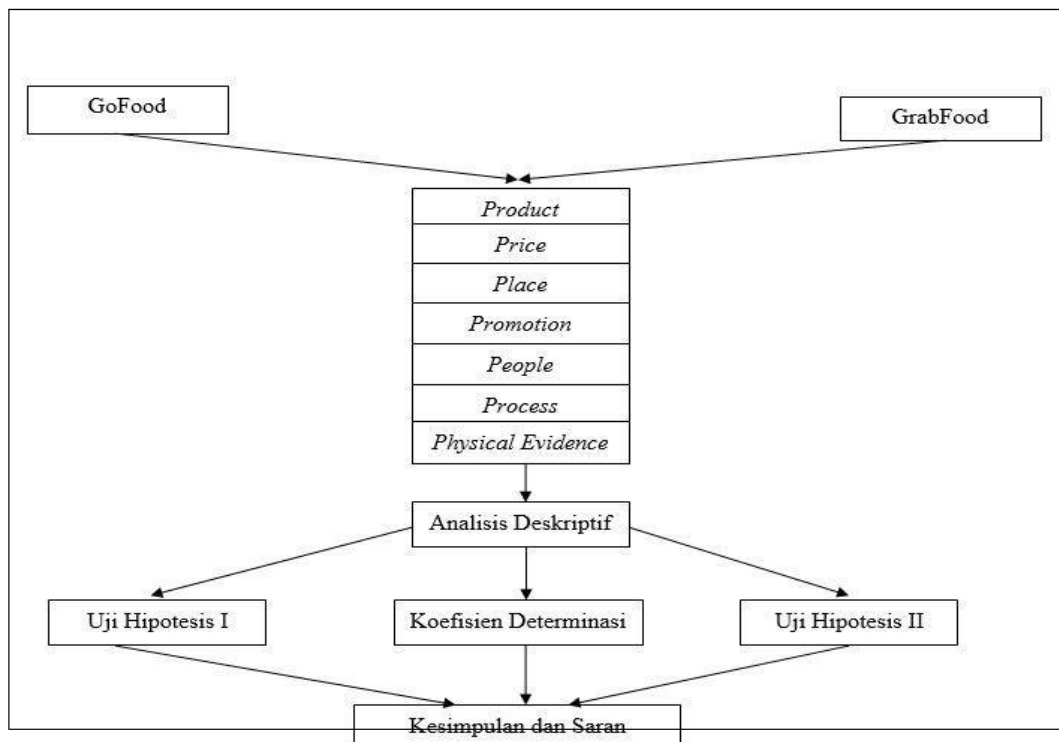 GoFood
GrabFood
Product
Price
Place
Promotion
People
Process
Physical Evidence
Analisis Deskriptif
Uji Hipotesis I
Koefisien Determinasi
Uji Hipotesis II
Kesimpulan dan Saran